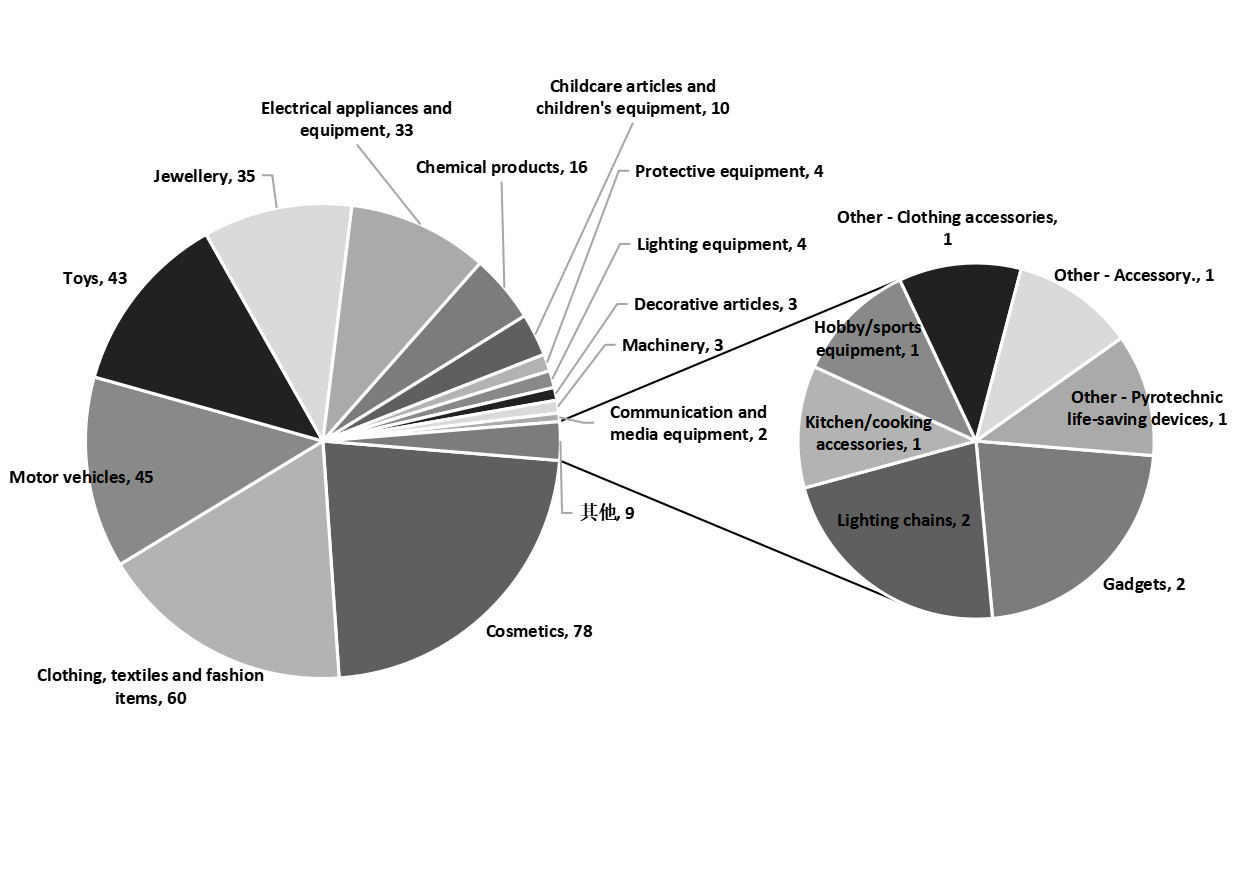 Childcare articles and
children's equipment, 10
Electrical appliances and
equipment, 33
Chemical products, 16
Jewellery, 35
Protective equipment, 4
Toys, 43
Lighting equipment, 4
Decorative articles, 3
Machinery, 3
Communication and
media equipment, 2
Motor vehicles, 45
其他, 9
Cosmetics, 78
Clothing, textiles and fashion
items, 60
Other - Clothing accessories,
1
Other - Accessory., 1
Hobby/sports
equipment, 1
Other - Pyrotechnic
life-saving devices, 1
Kitchen/cooking
accessories, 1
Lighting chains, 2
Gadgets, 2